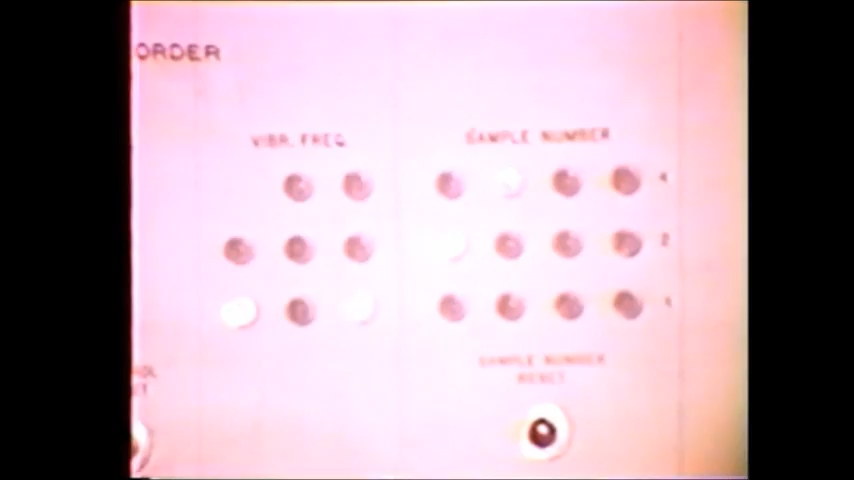 ORDER
VIBR. FREQ.
SAMPLE NUMBER
4
2
1
SAMPLE NUMBER
RESET